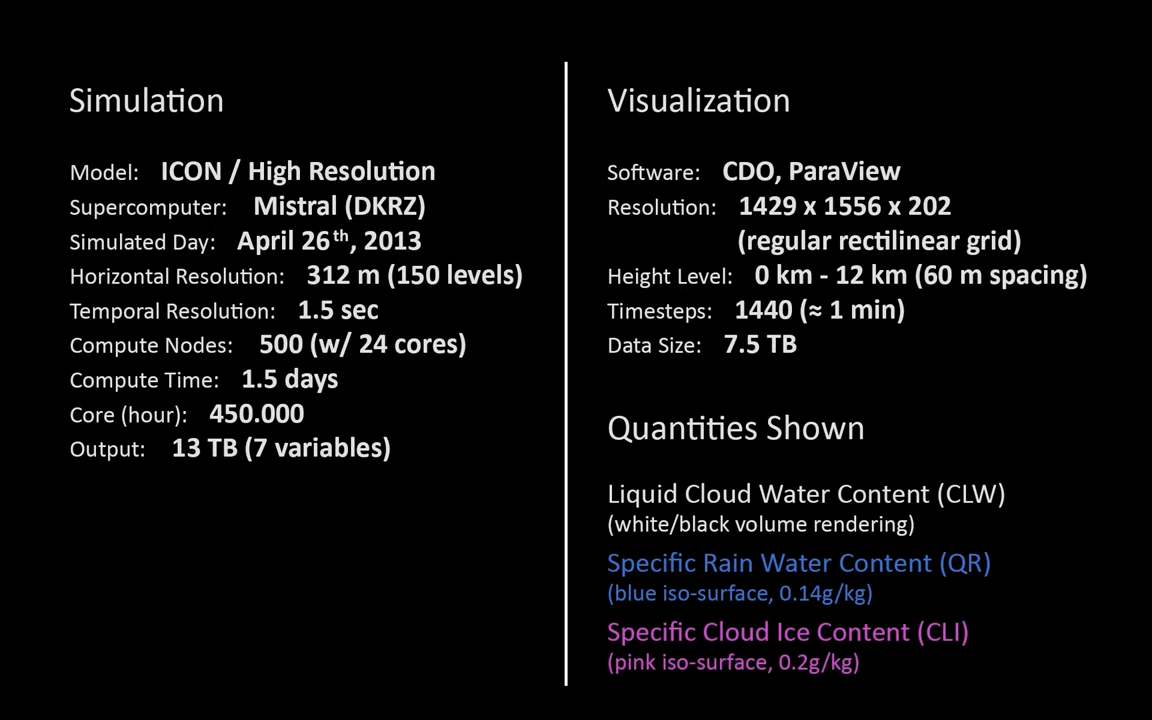 Simulation
Model: ICON / High Resolution
Supercomputer: Mistral (DKRZ)
Simulated Day: April 26th, 2013
Horizontal Resolution: 312 m (150 levels)
Temporal Resolution: 1.5 sec
Compute Nodes: 500 (w/ 24 cores)
Compute Time: 1.5 days
Core (hour): 450.000
Output: 13 TB (7 variables)
Visualization
Software: CDO, ParaView
Resolution: 1429 x 1556 x 202
(regular rectilinear grid)
Height Level: 0 km - 12 km (60 m spacing)
Timesteps: 1440 (≈ 1 min)
Data Size: 7.5 TB
Quantities Shown
Liquid Cloud Water Content (CLW)
(white/black volume rendering)
Specific Rain Water Content (QR)
(blue iso-surface, 0.14g/kg)
Specific Cloud Ice Content (CLI)
(pink iso-surface, 0.2g/kg)